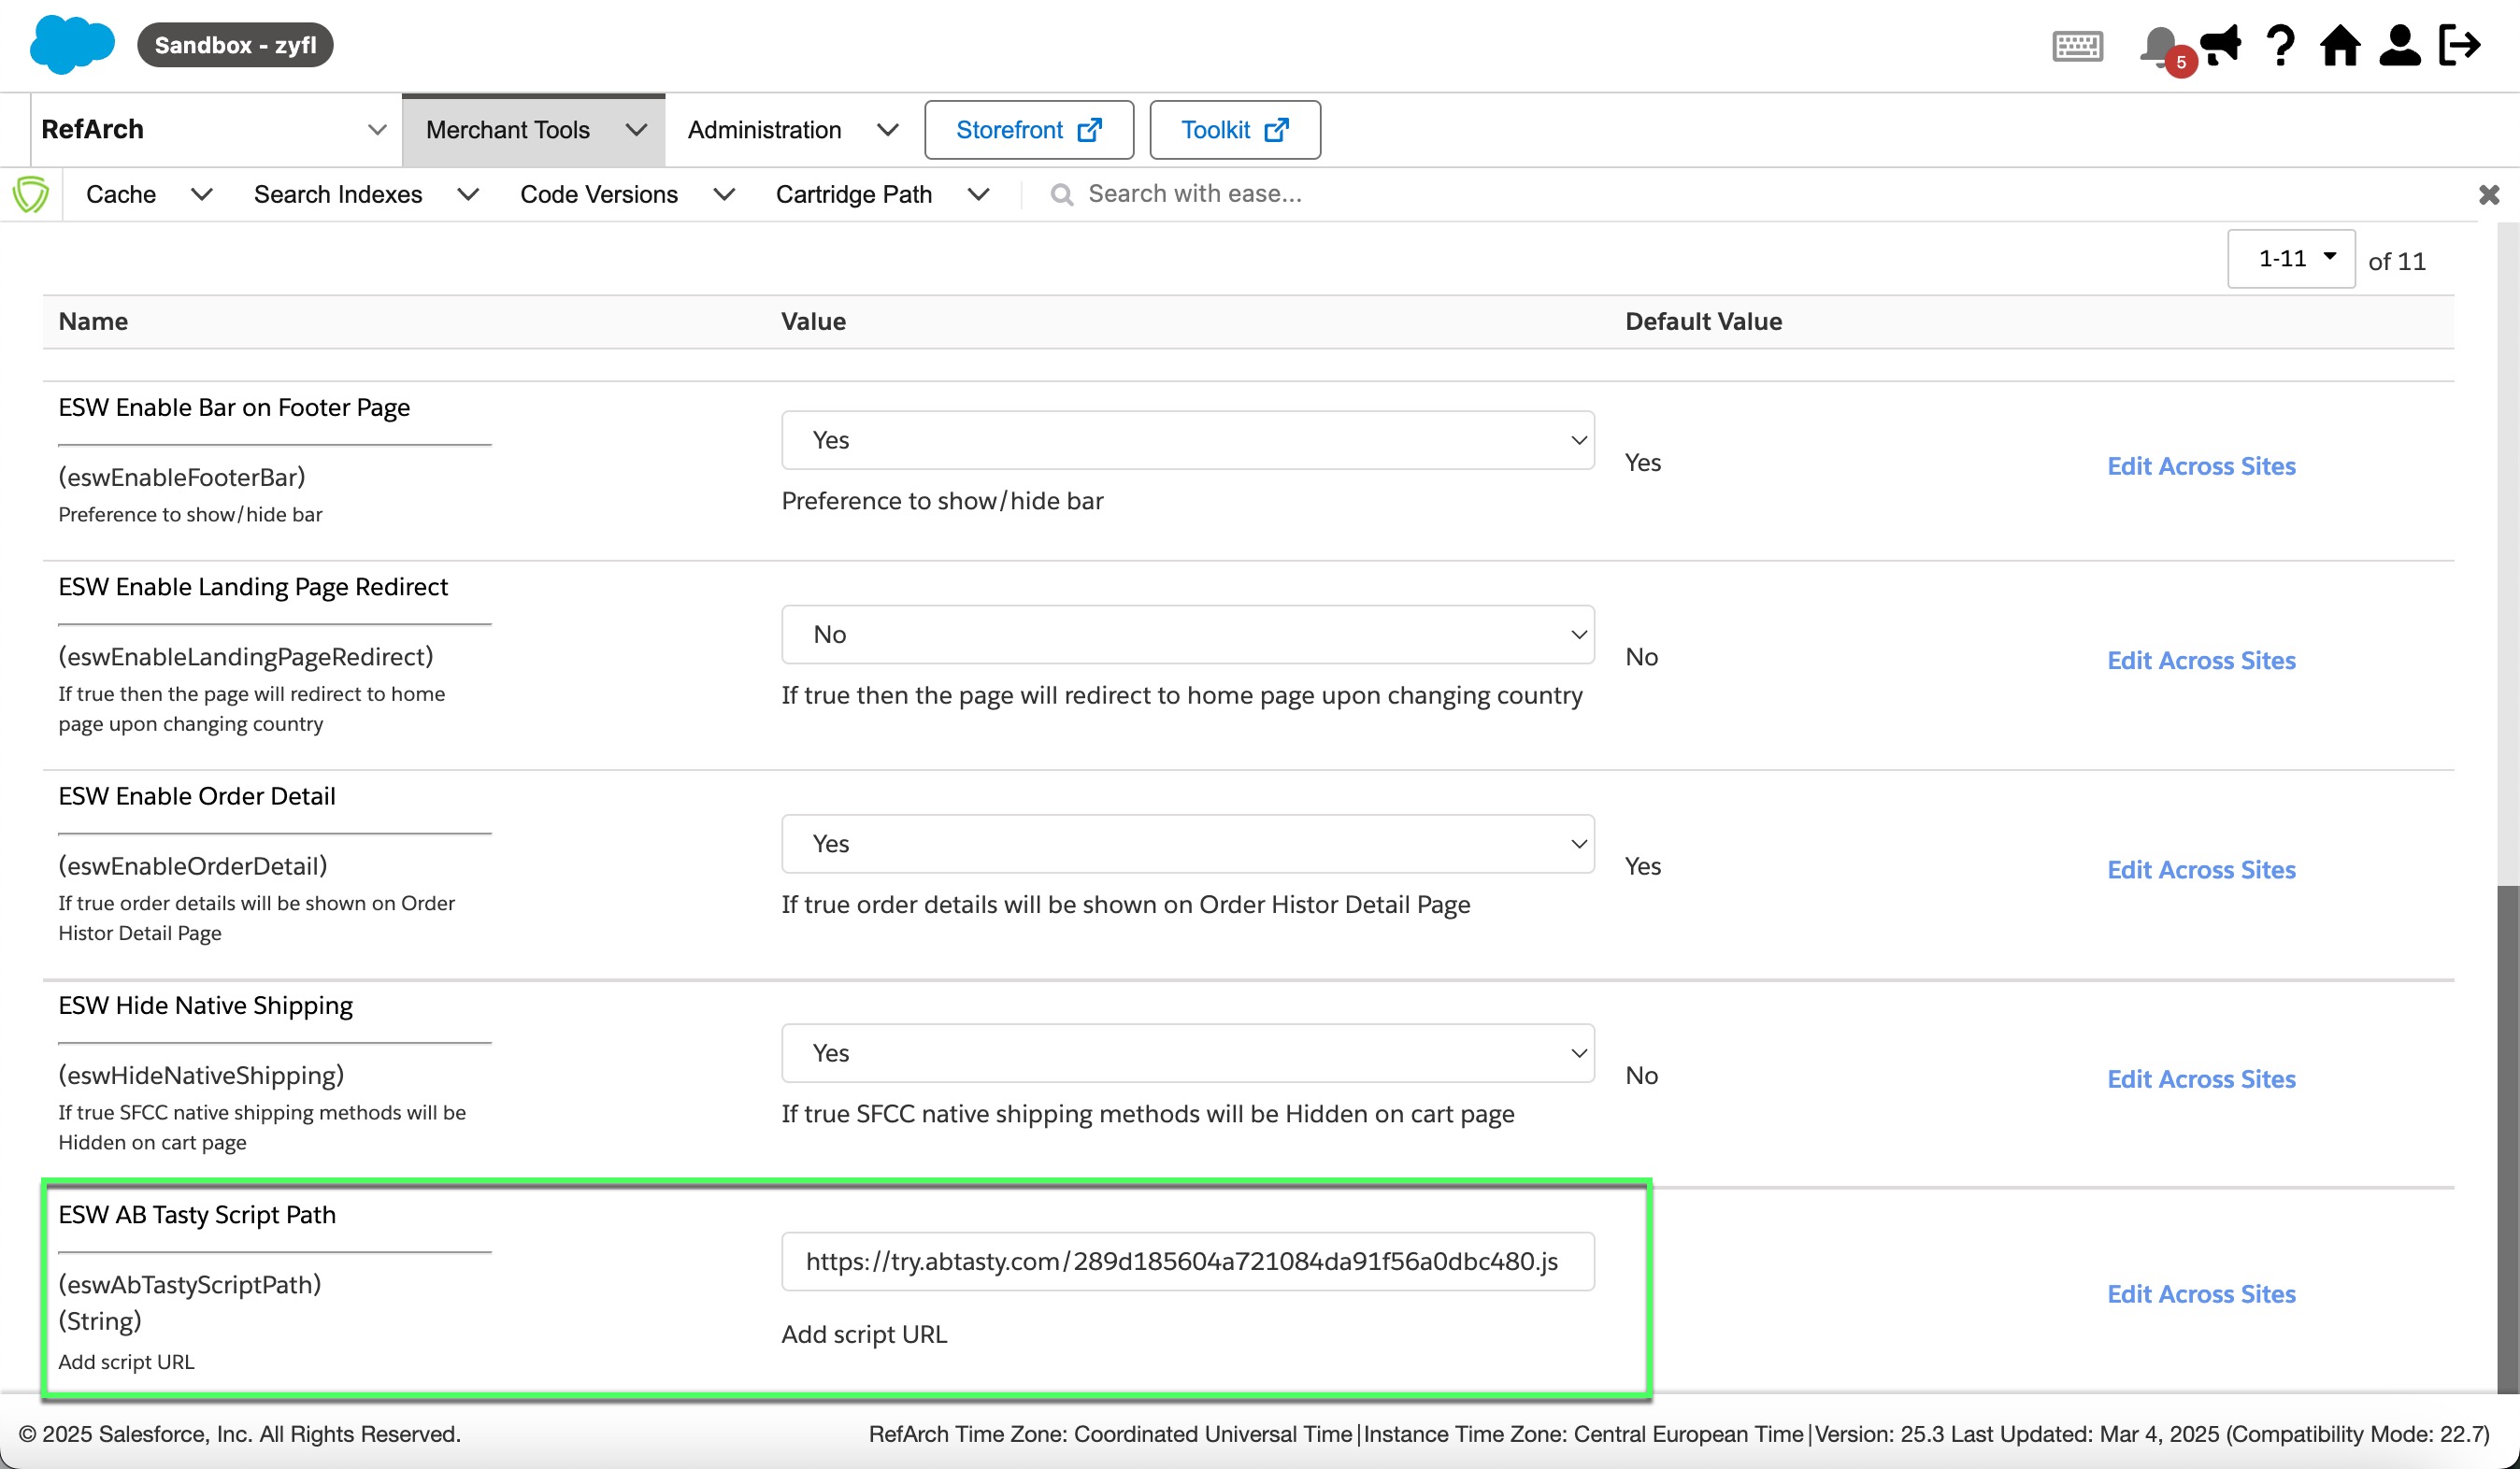 Sandbox - zyfl
5
RefArch
Merchant Tools
Administration
Storefront
Toolkit
Cache
Search Indexes
Code Versions
Cartridge Path
Search with ease...
1-11
of 11
Name
Value
Default Value
ESW Enable Bar on Footer Page
(eswEnableFooterBar)
Preference to show/hide bar
Yes
Preference to show/hide bar
Yes
Edit Across Sites
ESW Enable Landing Page Redirect
(eswEnableLandingPageRedirect)
If true then the page will redirect to home
page upon changing country
No
If true then the page will redirect to home page upon changing country
No
Edit Across Sites
ESW Enable Order Detail
(eswEnableOrderDetail)
If true order details will be shown on Order
Histor Detail Page
Yes
If true order details will be shown on Order Histor Detail Page
Yes
Edit Across Sites
ESW Hide Native Shipping
(eswHideNativeShipping)
If true SFCC native shipping methods will be
Hidden on cart page
Yes
If true SFCC native shipping methods will be Hidden on cart page
No
Edit Across Sites
ESW AB Tasty Script Path
(eswAbTastyScriptPath)
(String)
Add script URL
https://try.abtasty.com/289d185604a721084da91f56a0dbc480.js
Add script URL
Edit Across Sites
© 2025 Salesforce, Inc. All Rights Reserved.
RefArch Time Zone: Coordinated Universal Time|Instance Time Zone: Central European Time|Version: 25.3 Last Updated: Mar 4, 2025 (Compatibility Mode: 22.7)